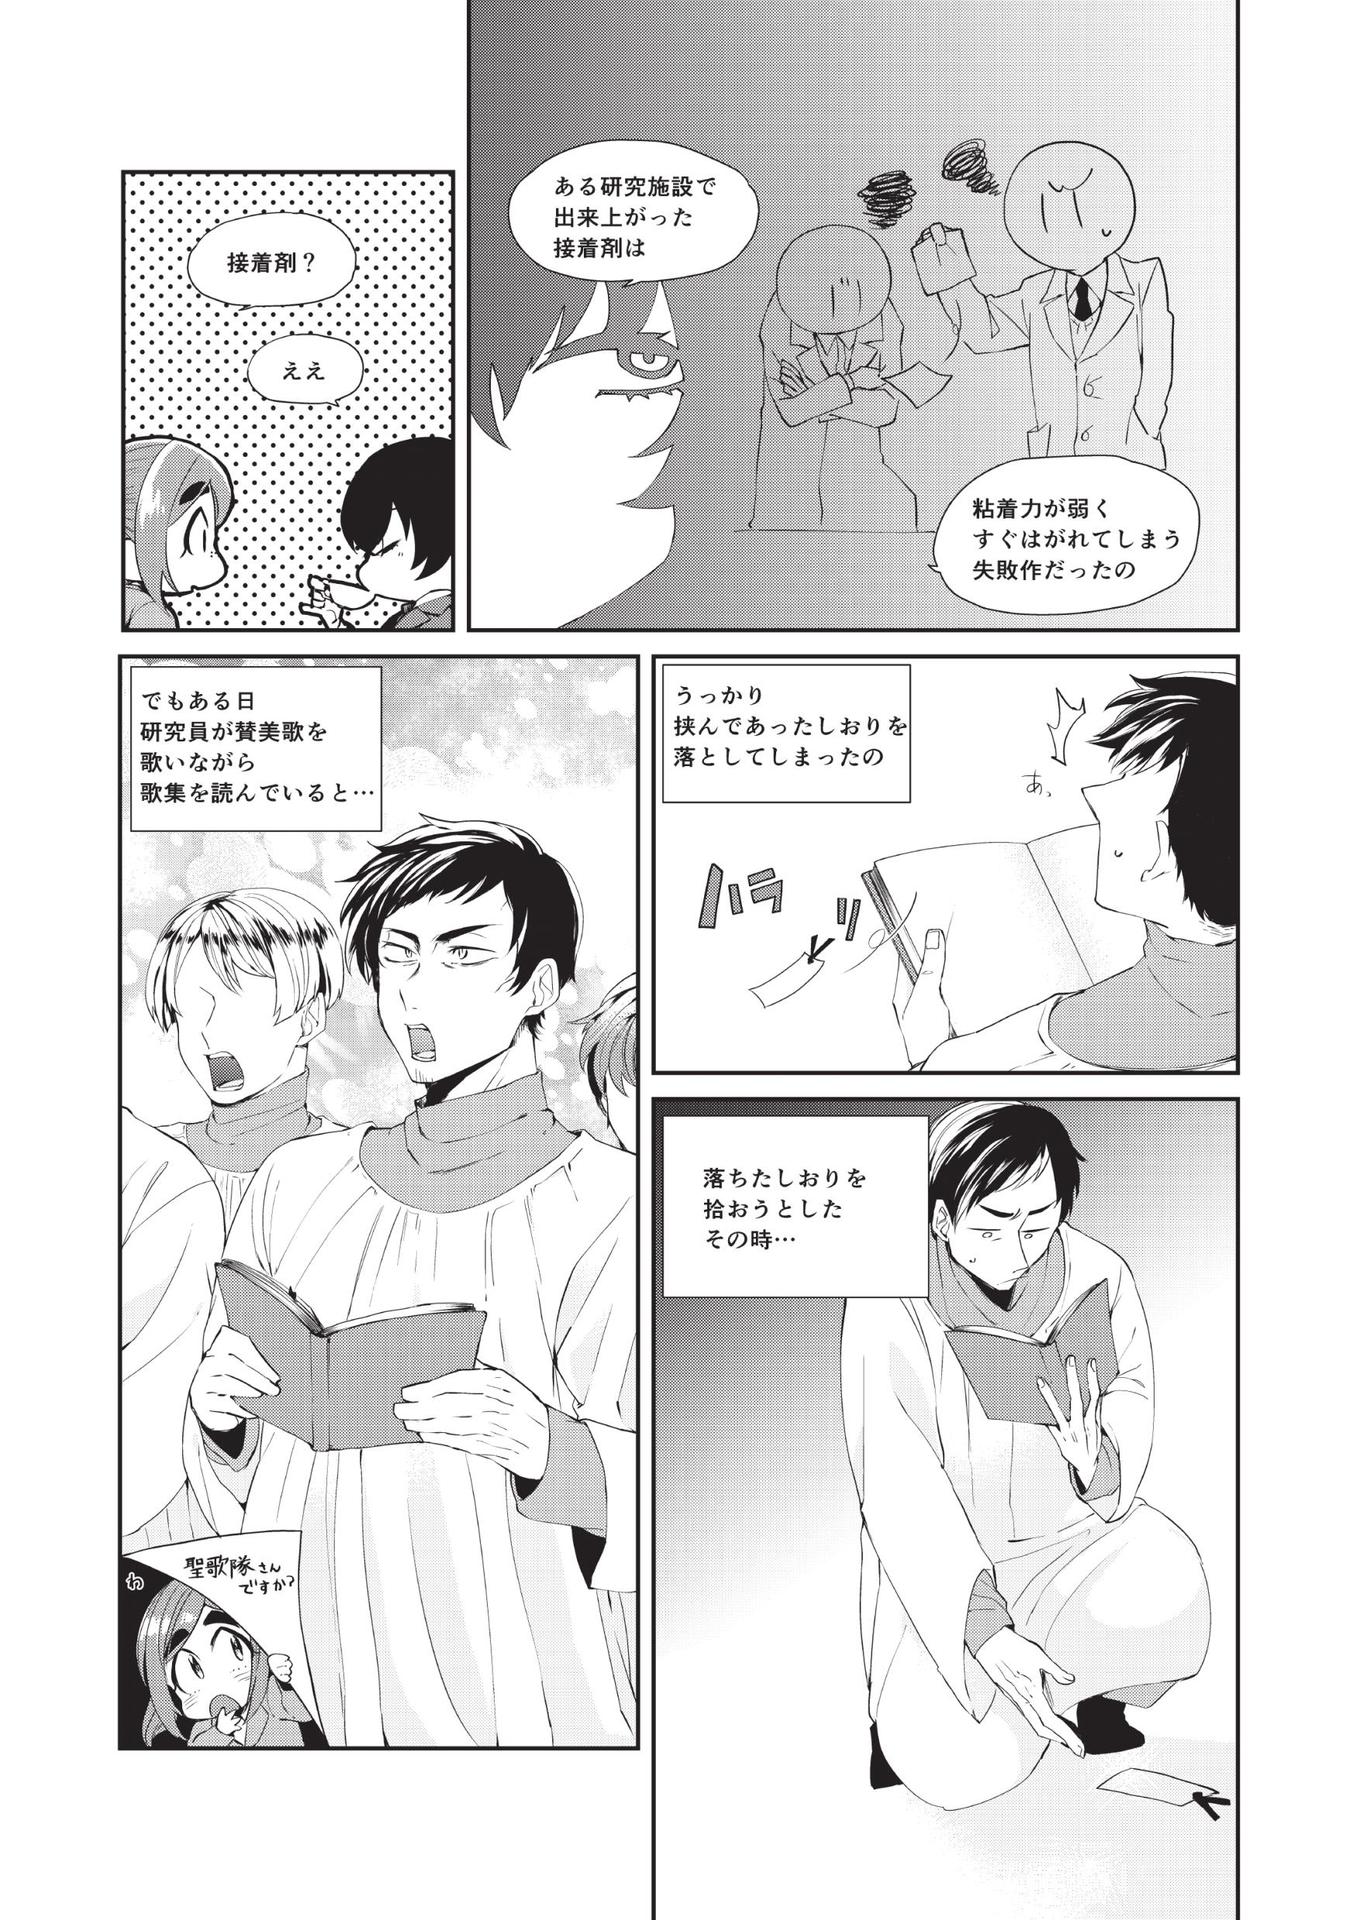 接着剤？
ええ
ある研究施設で
出来上がった
接着剤は
粘着力が弱く
すぐはがれてしまう
失敗作だったの
でもある日
研究員が賛美歌を
歌いながら
歌集を読んでいると…
わ
聖歌隊さん
ですか?
うっかり
挟んであったしおりを
落としてしまったの
あっ
ハラリ
落ちたしおりを
拾おうとした
その時…